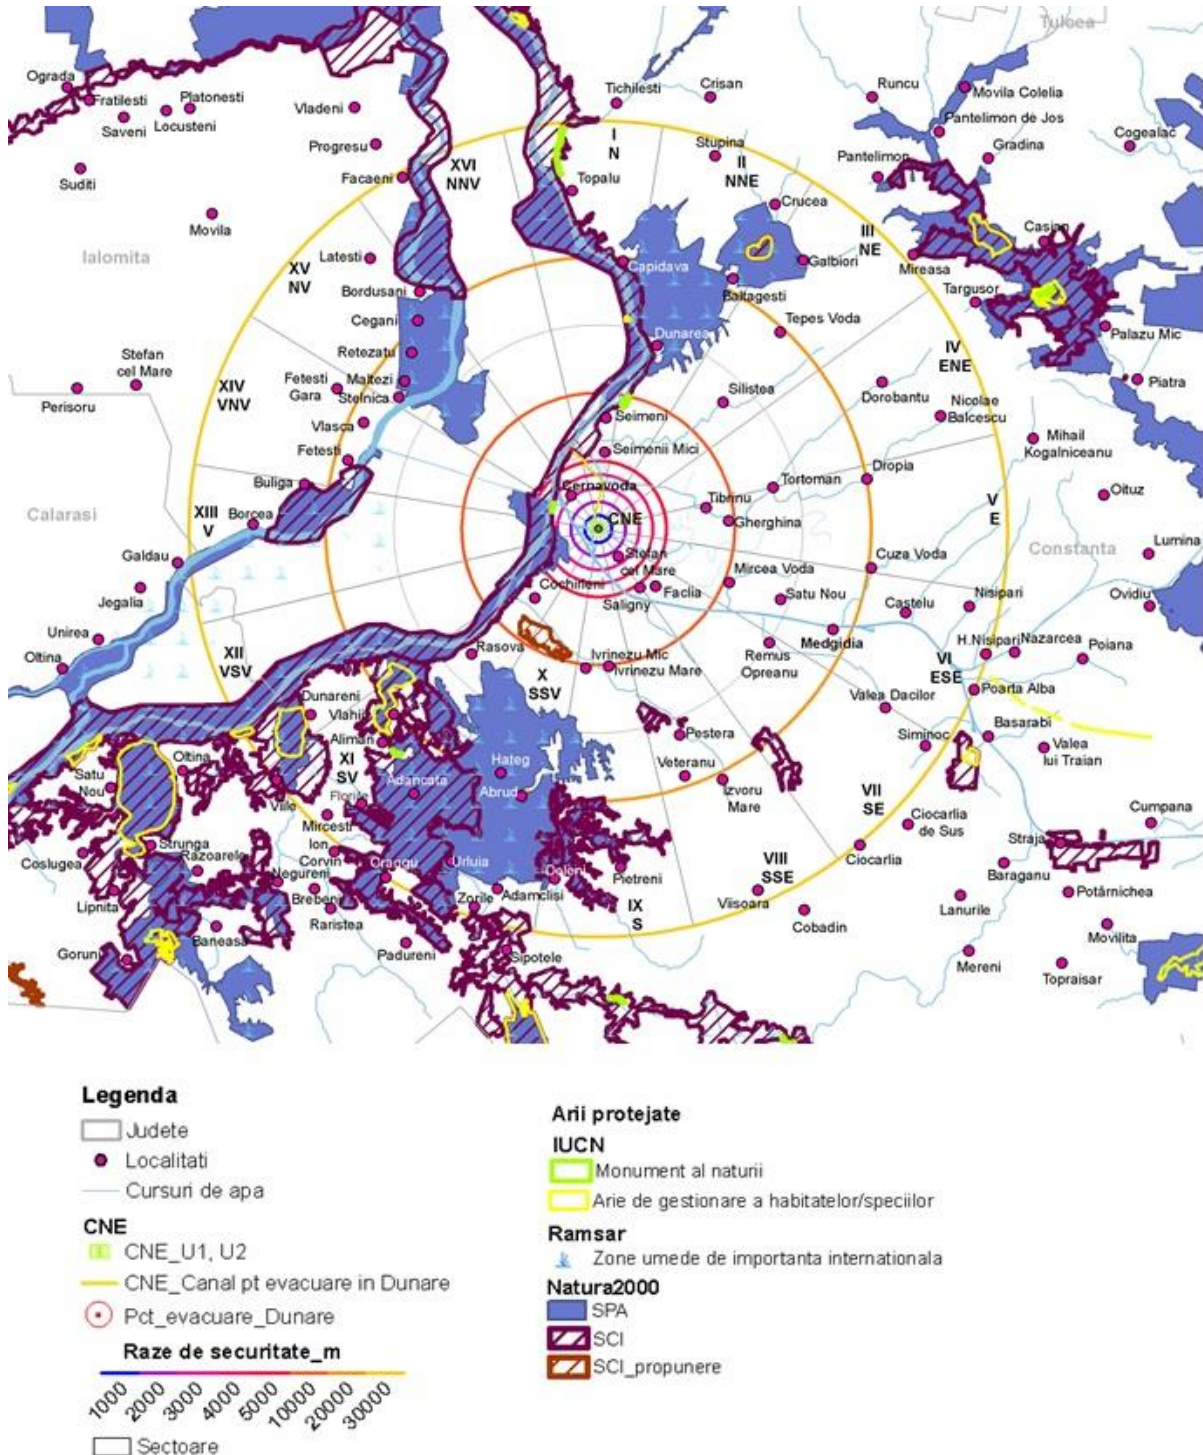 Tulcea
Ograda
Fratilesti
Platonesti
Saveni
Locusteni
Vladeni
Tichilesti
Crisan
Runcu
Movila Colelia
Pantelimon de Jos
Cogealac
Progresu
Suditi
Facaeni
XVI
NNV
I
N
Stupina
II
NNE
Pantelimon
Gradina
Topalu
Crucea
Movila
Ialomita
Latesti
XV
NV
III
NE
Casian
Mireasa
Capidava
Galbiori
Bordusani
Baltagesti
Targusor
Cegani
Tepes Voda
Dunarea
Palazu Mic
Stefan
cel Mare
Retezatu
IV
ENE
Perisoru
XIV
VNV
Fetesti
Gara
Maltezi
Stelnica
Silistea
Dorobantu
Nicolae
Balcescu
Piatra
Vlasca
Seimeni
Mihail
Kogalniceanu
Fetesti
Seimenii Mici
Dropia
Buliga
Cernavoda
Tortoman
Oituz
Calarasi
XIII
V
Borcea
CNE
Tibrinu
Gherghina
V
E
Constanta
Lumina
Galdau
Stefan
cel Mare
Cuza Voda
Jegalia
Cochirleni
Mircea Voda
Saligny
Faclia
Satu Nou
Castelu
Nisipari
Ovidiu
Unirea
Oltina
XII
VSV
Rasova
X
SSV
Ivrinezu Mic
Ivrinezu Mare
Remus
Opreanu
Medgidia
H.Nisipari
Nazarcea
Poiana
VI
ESE
Poarta Alba
Dunareni
Vlahii
Valea Dacilor
Aliman
Pestera
Siminoc
Basarabi
Valea
lui Traian
Satu
Nou
Oltina
XI
SV
Adancata
Hateg
Abrud
Veteranu
Izvoru
Mare
VII
SE
Viile
Florile
Mircesti
Ciocarlia
de Sus
Cumpana
Straja
Strunga
Ion
Corvin
Coslugea
Razoarele
Oraggu
Urluia
Doleni
Pietreni
VIII
SSE
Ciocarlia
Baraganu
Negureni
Lipnita
Brebeni
Zorile
Adamclisi
Viisoara
Lanurile
Potârnichea
Raristea
IX
S
Cobadin
Baneasa
Movilita
Goruni
Padureni
Sipotele
Mereni
Topraisar
Legenda
Judete
Localitati
Cursuri de apa
CNE
CNE_U1, U2
CNE_Canal pt evacuare in Dunare
Pct_evacuare_Dunare
Raze de securitate_m
1000
2000
3000
4000
5000
10000
20000
30000
Sectoare
Arii protejate
IUCN
Monument al naturii
Arie de gestionare a habitatelor/speciilor
Ramsar
Zone umede de importanta internationala
Natura2000
SPA
SCI
SCI_propunere